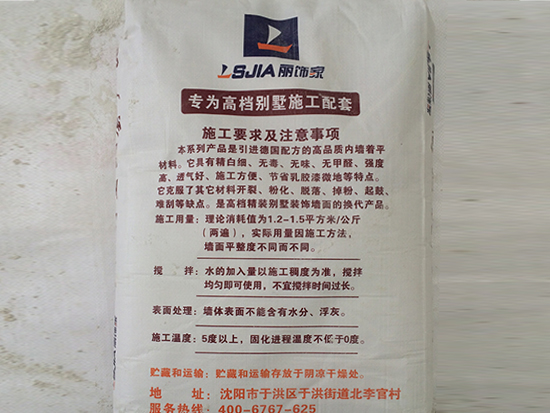 LSJIA 丽饰家
专为高档别墅施工配套
施工要求及注意事项
本系列产品是引进德国配方的高品质内墙着平
材料。它具有精白细、无毒、无味、无甲醛、强度
高、透气好、施工方便、节省乳胶漆微地等特点。
它克服了其它材料开裂、粉化、脱落、掉粉、起鼓、
难刮等缺点。是高档精装别墅装饰墙面的换代产品。
施工用量：理论消耗值为1.2-1.5平方米/公斤
（两遍），实际用量因施工方法，
墙面平整度不同而不同。
搅 拌：水的加入量以施工稠度为准，搅拌
均匀即可使用，不宜搅拌时间过长。
表面处理：墙体表面不能含有水分、浮灰。
施工温度：5度以上，固化进程温度不低于0度。
贮藏和运输：贮藏和运输存放于阴凉干燥处。
地 址：沈阳市于洪区于洪街道北李官村
服务热线：400-6767-625